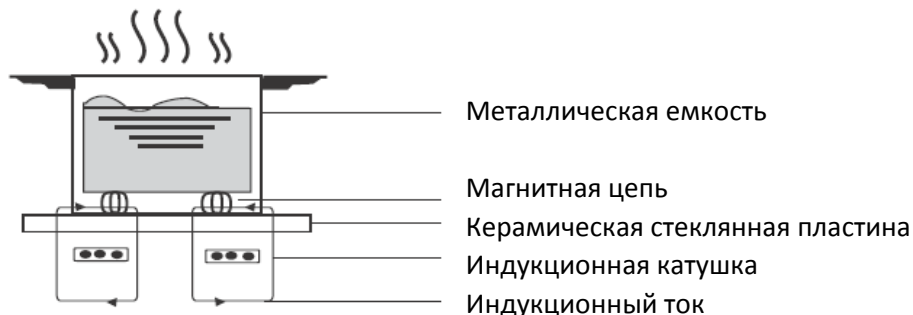 Металлическая емкость
Магнитная цепь
Керамическая стеклянная пластина
Индукционная катушка
Индукционный ток